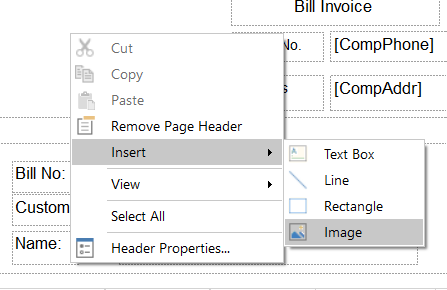 Bill Invoice
No.
[CompPhone]
s
[CompAddr]
Cut
Copy
Paste
Remove Page Header
Insert
View
Select All
Header Properties...
Text Box
Line
Rectangle
Image
Bill No:
Custom
Name: